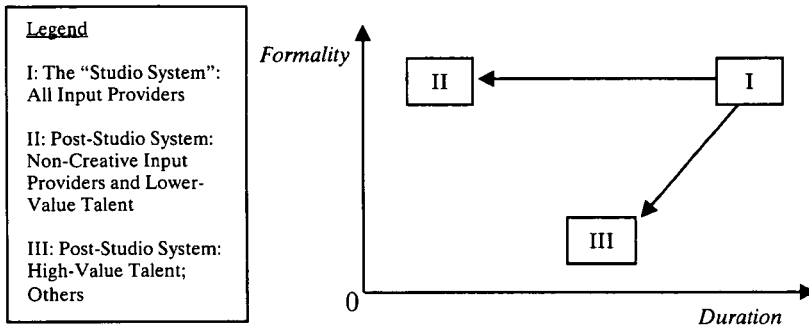 Legend
I: The “Studio System”:
All Input Providers
II: Post-Studio System:
Non-Creative Input
Providers and Lower-
Value Talent
III: Post-Studio System:
High-Value Talent;
Others
Formality
II
I
III
0
Duration